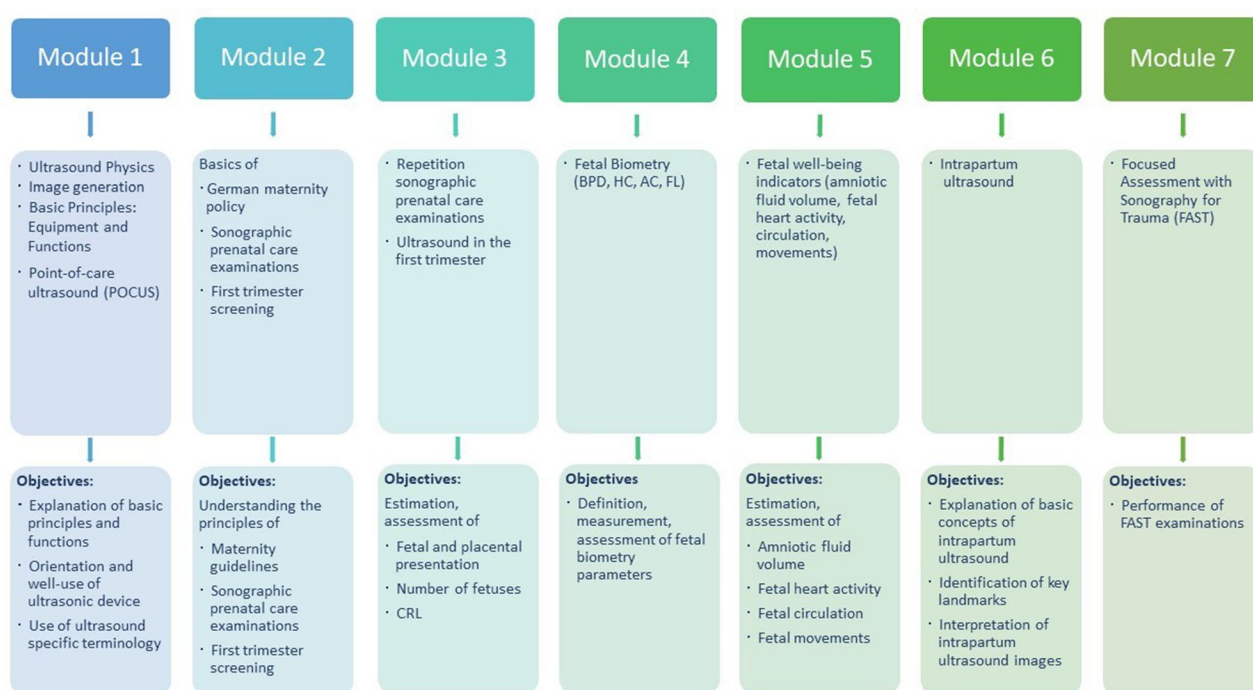 Module 1
Module 2
Module 3
Module 4
Module 5
Module 6
Module 7
· Ultrasound Physics
· Image generation
· Basic Principles:
Equipment and
Functions
· Point-of-care
ultrasound (POCUS)
Basics of
· German maternity
policy
· Sonographic
prenatal care
examinations
· First trimester
screening
· Repetition
sonographic
prenatal care
examinations
· Ultrasound in the
first trimester
· Fetal Biometry
(BPD, HC, AC, FL)
· Fetal well-being
indicators (amniotic
fluid volume, fetal
heart activity,
circulation,
movements)
· Intrapartum
ultrasound
· Focused
Assessment with
Sonography for
Trauma (FAST)
Objectives:
· Explanation of basic
principles and
functions
· Orientation and
well-use of
ultrasonic device
· Use of ultrasound
specific terminology
Objectives:
Understanding the
principles of
· Maternity
guidelines
· Sonographic
prenatal care
examinations
· First trimester
screening
Objectives:
Estimation,
assessment of
· Fetal and placental
presentation
· Number of fetuses
· CRL
Objectives
· Definition,
measurement,
assessment of fetal
biometry
parameters
Objectives:
Estimation,
assessment of
· Amniotic fluid
volume
· Fetal heart activity
· Fetal circulation
· Fetal movements
Objectives:
· Explanation of basic
concepts of
intrapartum
ultrasound
· Identification of key
landmarks
· Interpretation of
intrapartum
ultrasound images
Objectives:
· Performance of
FAST examinations